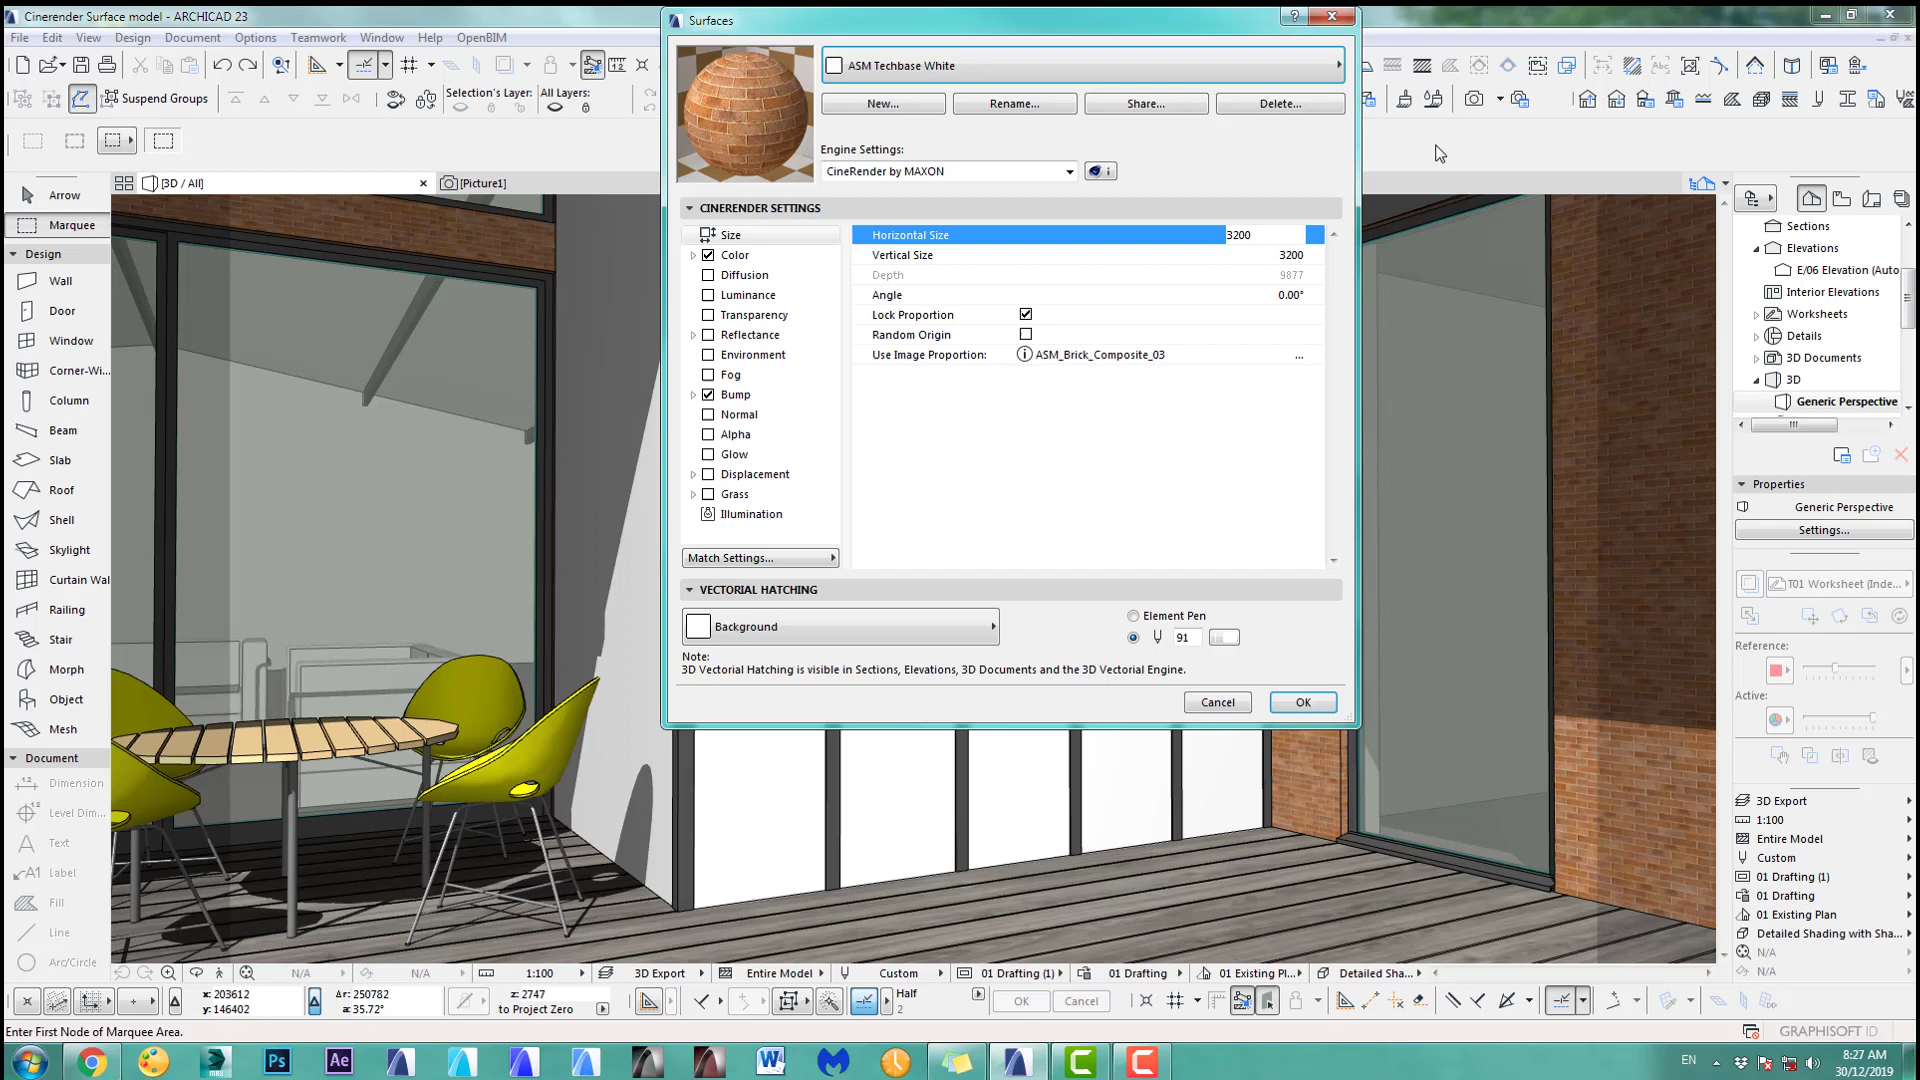 Cinerender Surface model - ARCHICAD 23
File Edit View Design Document Options Teamwork Window Help OpenBIM
Suspend Groups
Selection's Layer:
All Layers:
[3D / All]
[Picture1]
Arrow
Marquee
Design
Wall
Door
Window
Corner-Wi...
Column
Beam
Slab
Roof
Shell
Skylight
Curtain Wal
Railing
Stair
Morph
Object
Mesh
Document
Dimension
Level Dim...
Text
Label
Fill
Line
Arc/Circle
Surfaces
ASM Techbase White
New... Rename... Share... Delete...
Engine Settings:
CineRender by MAXON
CINERENDER SETTINGS
Size
Color
Diffusion
Luminance
Transparency
Reflectance
Environment
Fog
Bump
Normal
Alpha
Glow
Displacement
Grass
Illumination
Match Settings...
Horizontal Size 3200
Vertical Size 3200
Depth 9877
Angle 0.00°
Lock Proportion
Random Origin
Use Image Proportion: ASM_Brick_Composite_03 ...
VECTORIAL HATCHING
Background
Element Pen
91
Note:
3D Vectorial Hatching is visible in Sections, Elevations, 3D Documents and the 3D Vectorial Engine.
Cancel OK
Sections
Elevations
E/06 Elevation (Auto
Interior Elevations
Worksheets
Details
3D Documents
3D
Generic Perspective
Properties
Generic Perspective
Settings...
T01 Worksheet (Inde...
Reference:
Active:
3D Export
1:100
Entire Model
Custom
01 Drafting (1)
01 Drafting
01 Existing Plan
Detailed Shading with Sha...
N/A
N/A
N/A N/A 1:100 3D Export Entire Model Custom 01 Drafting (1) 01 Drafting 01 Existing Pl... Detailed Sha...
x: 203612
y: 146402
Δr: 250782
a: 35.72°
z: 2747
to Project Zero
Half
2
OK Cancel
Enter First Node of Marquee Area.
GRAPHISOFT ID
EN
8:27 AM
30/12/2019